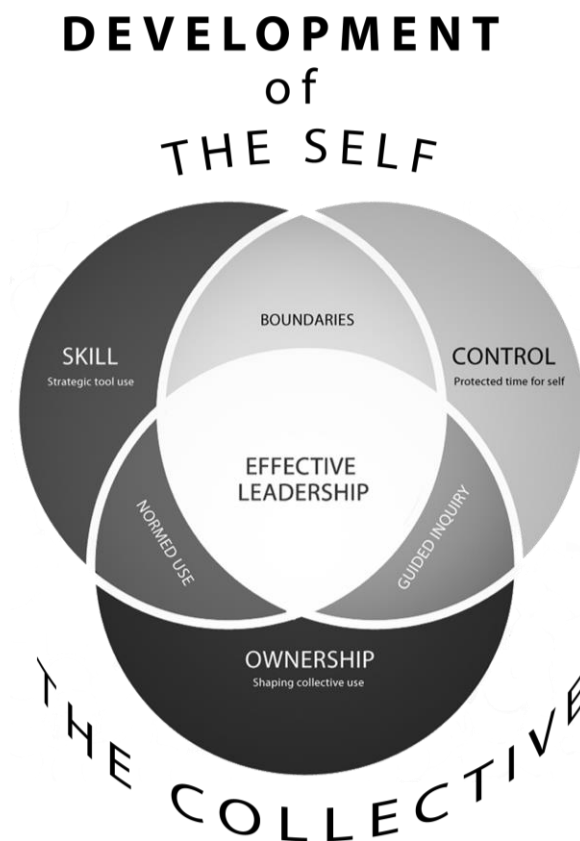 DEVELOPMENT
of
THE SELF
BOUNDARIES
SKILL
Strategic tool use
CONTROL
Protected time for self
EFFECTIVE
LEADERSHIP
NORMED USE
GUIDED INQUIRY
OWNERSHIP
Shaping collective use
THE COLLECTIVE